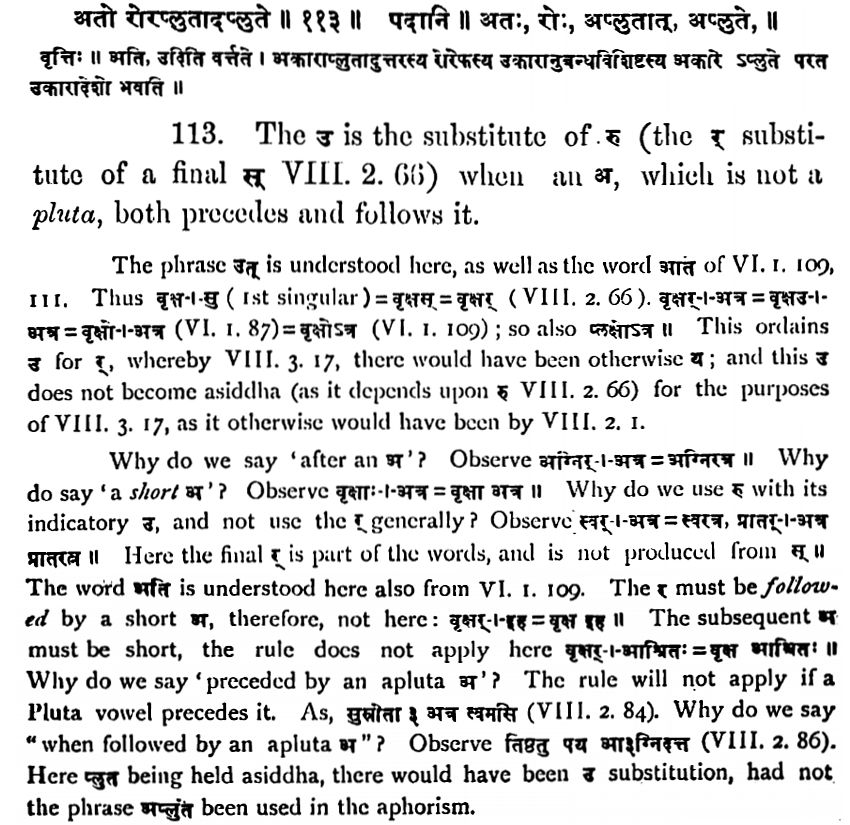 अतो रोरप्लुतादप्लुते ॥ ११३ ॥ पदानि ॥ अतः, रोः, अप्लुतात्, अप्लुते, ॥
वृत्तिः ॥ अति, उदिति वर्त्तते । अकाराप्लुतादुत्तरस्य रोरेफस्य उकारानुबन्धविशिष्टस्य अकारे ऽप्लुते परत
उकारादेशो भवति ॥
113. The उ is the substitute of रु (the र् substi-
tute of a final स् VIII. 2. 66) when an अ, which is not a
pluta, both precedes and follows it.
The phrase उत् is understood here, as well as the word अति of VI. 1. 109,
111. Thus वृक्ष-।-सु ( 1st singular ) = वृक्षस् = वृक्षर् ( VIII. 2. 66 ). वृक्षर्-।-अत्र = वृक्षउ-।-
अत्र = वृक्षो-।-अत्र (VI. 1. 87) = वृक्षोऽत्र (VI. 1. 109) ; so also प्लक्षोऽत्र ॥ This ordains
उ for र्, whereby VIII. 3. 17, there would have been otherwise य ; and this उ
does not become asiddha (as it depends upon रु VIII. 2. 66) for the purposes
of VIII. 3. 17, as it otherwise would have been by VIII. 2. 1.
Why do we say 'after an अ'? Observe अग्निर्-।-अत्र = अग्निरत्र ॥ Why
do say 'a short अ'? Observe वृक्षाः-।-अत्र = वृक्षा अत्र ॥ Why do we use रु with its
indicatory उ, and not use the र् generally? Observe स्वर्-।-अत्र = स्वरत्र, प्रातर्-।-अत्र
प्रातरत्र ॥ Here the final र् is part of the words, and is not produced from स् ॥
The word अति is understood here also from VI. 1. 109. The र must be follow-
ed by a short अ, therefore, not here: वृक्षर्-।-इह = वृक्ष इह ॥ The subsequent अ
must be short, the rule does not apply here वृक्षर्-।-आश्रितः = वृक्ष आश्रितः ॥
Why do we say 'preceded by an apluta अ'? The rule will not apply if a
Pluta vowel precedes it. As, सुस्रोता ३ अत्र त्वमसि (VIII. 2. 84). Why do we say
"when followed by an apluta अ"? Observe तिष्ठतु पय आ३ग्निदत्त (VIII. 2. 86).
Here प्लुत being held asiddha, there would have been उ substitution, had not
the phrase अप्लुत been used in the aphorism.